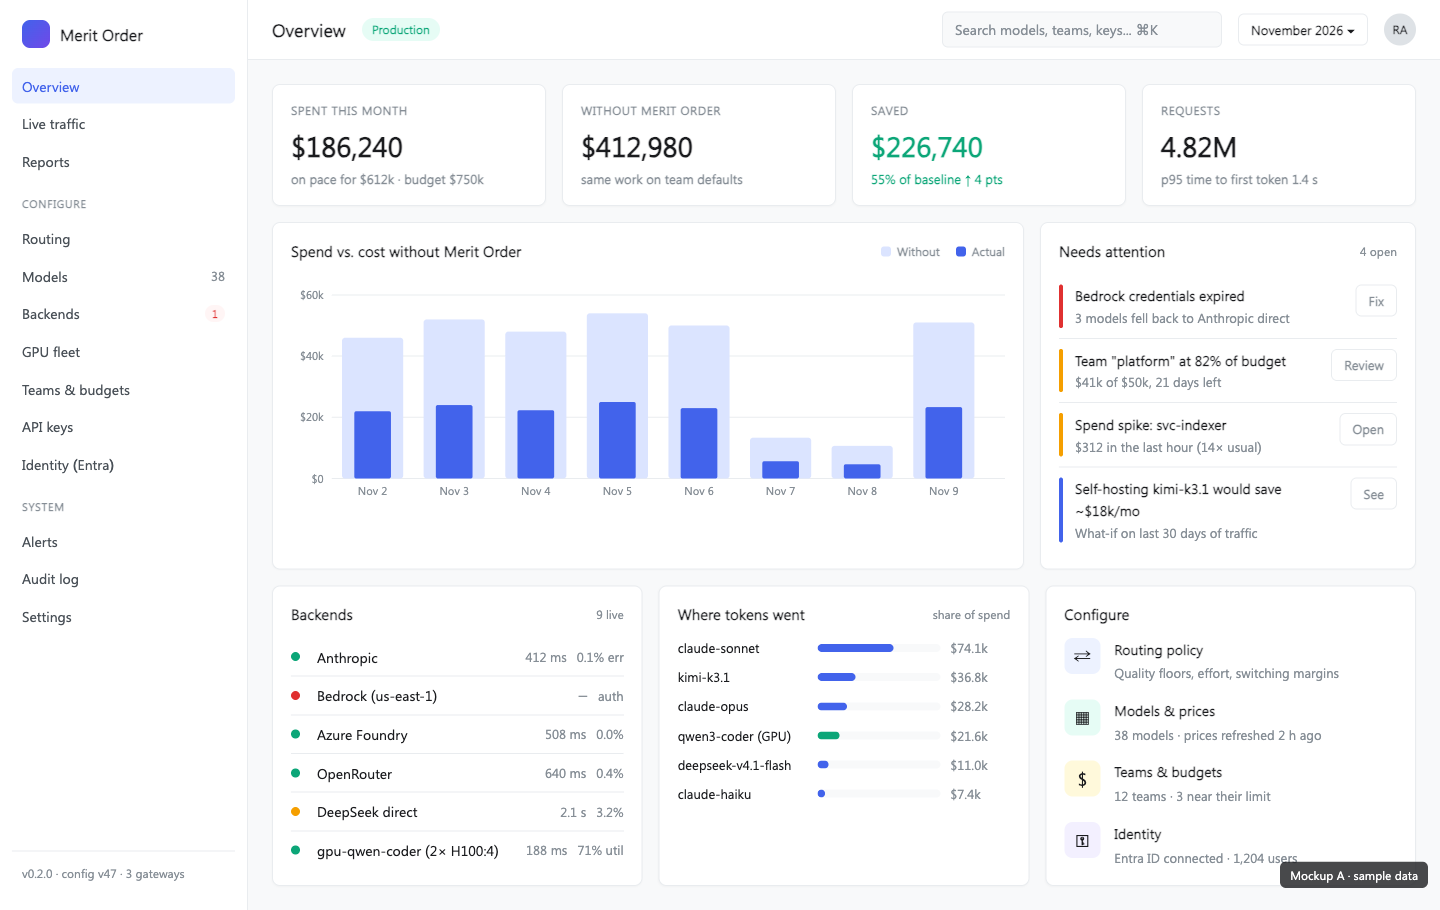 Merit Order
Overview
Live traffic
Reports
CONFIGURE
Routing
Models 38
Backends 1
GPU fleet
Teams & budgets
API keys
Identity (Entra)
SYSTEM
Alerts
Audit log
Settings
v0.2.0 · config v47 · 3 gateways
Overview Production
Search models, teams, keys... ⌘K
November 2026
RA
SPENT THIS MONTH
$186,240
on pace for $612k · budget $750k
WITHOUT MERIT ORDER
$412,980
same work on team defaults
SAVED
$226,740
55% of baseline ↑ 4 pts
REQUESTS
4.82M
p95 time to first token 1.4 s
Spend vs. cost without Merit Order
Without Actual
$60k
$40k
$20k
$0
Nov 2 Nov 3 Nov 4 Nov 5 Nov 6 Nov 7 Nov 8 Nov 9
Needs attention 4 open
Bedrock credentials expired
3 models fell back to Anthropic direct
Fix
Team "platform" at 82% of budget
$41k of $50k, 21 days left
Review
Spend spike: svc-indexer
$312 in the last hour (14× usual)
Open
Self-hosting kimi-k3.1 would save
~$18k/mo
What-if on last 30 days of traffic
See
Backends 9 live
Anthropic 412 ms 0.1% err
Bedrock (us-east-1) — auth
Azure Foundry 508 ms 0.0%
OpenRouter 640 ms 0.4%
DeepSeek direct 2.1 s 3.2%
gpu-qwen-coder (2× H100:4) 188 ms 71% util
Where tokens went share of spend
claude-sonnet $74.1k
kimi-k3.1 $36.8k
claude-opus $28.2k
qwen3-coder (GPU) $21.6k
deepseek-v4.1-flash $11.0k
claude-haiku $7.4k
Configure
Routing policy
Quality floors, effort, switching margins
Models & prices
38 models · prices refreshed 2 h ago
$
Teams & budgets
12 teams · 3 near their limit
Identity
Entra ID connected · 1,204 users
Mockup A · sample data